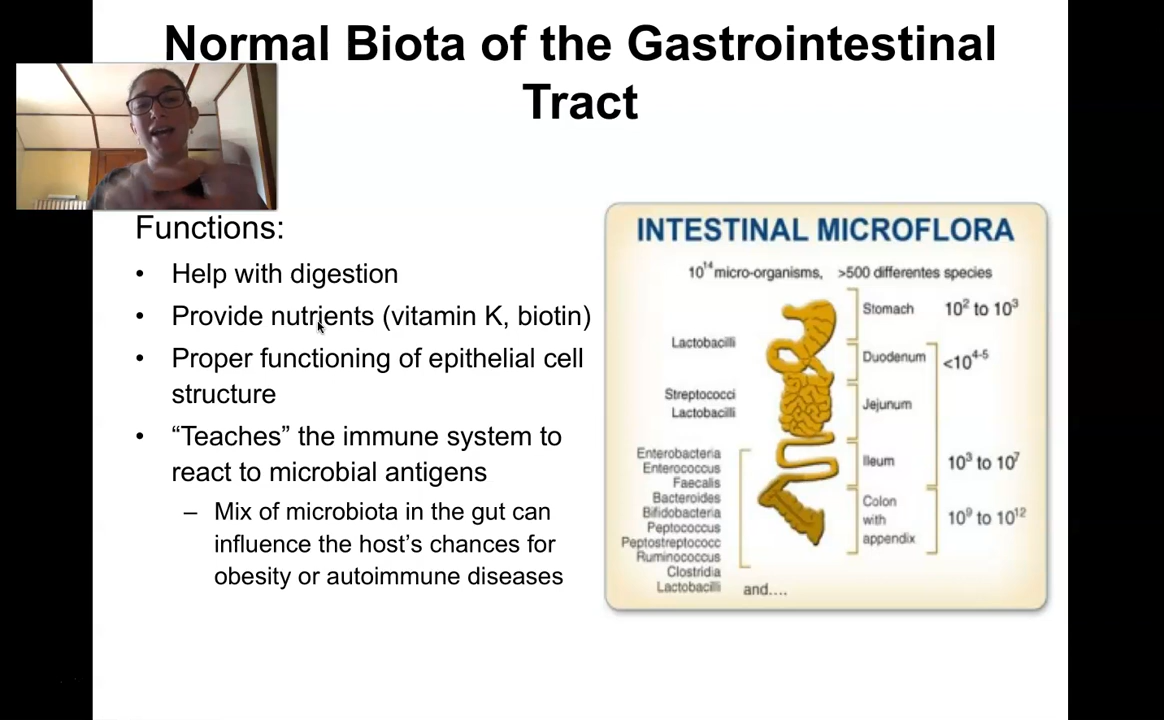 Normal Biota of the Gastrointestinal
Tract
Functions:
• Help with digestion
• Provide nutrients (vitamin K, biotin)
• Proper functioning of epithelial cell
structure
• “Teaches” the immune system to
react to microbial antigens
– Mix of microbiota in the gut can
influence the host’s chances for
obesity or autoimmune diseases
INTESTINAL MICROFLORA
10¹⁴ micro-organisms, >500 differentes species
Stomach 10² to 10³
Lactobacilli
Duodenum <10⁴⁻⁵
Streptococci
Lactobacilli
Jejunum
Enterobacteria
Enterococcus
Faecalis
Bacteroides
Bifidobacteria
Peptococcus
Peptostreptococc
Ruminococcus
Clostridia
Lactobacilli
Ileum 10³ to 10⁷
Colon
with
appendix
10⁹ to 10¹²
and....